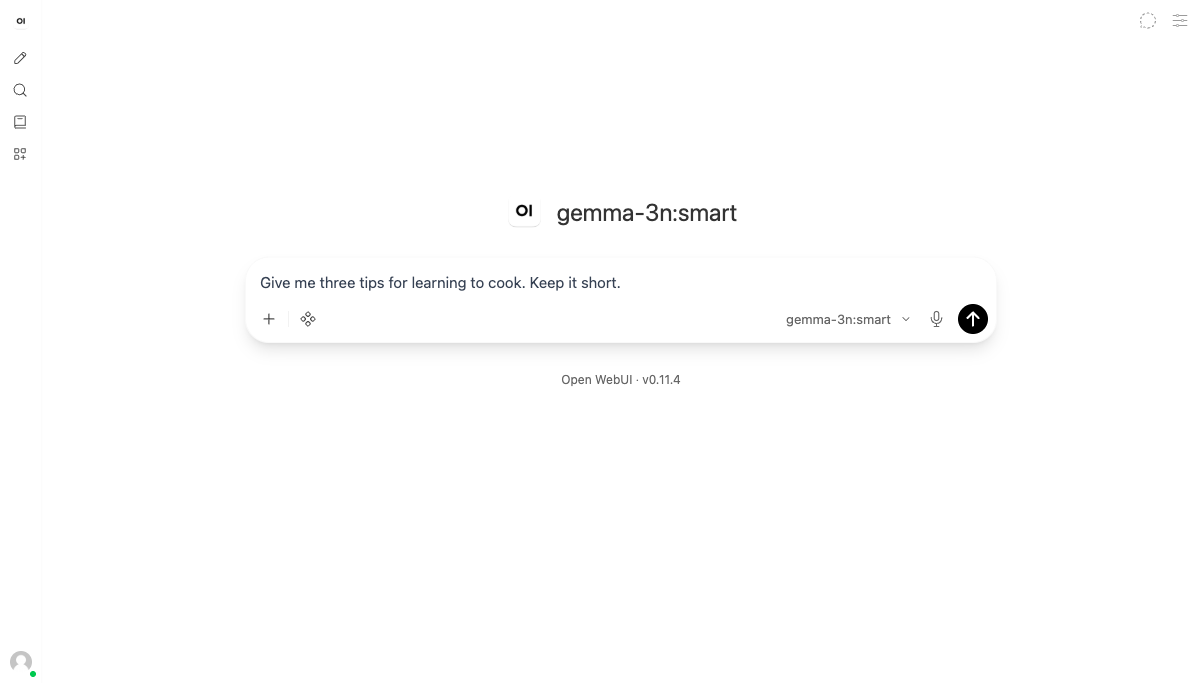 OI
OI gemma-3n:smart
Give me three tips for learning to cook. Keep it short.
gemma-3n:smart
Open WebUI · v0.11.4